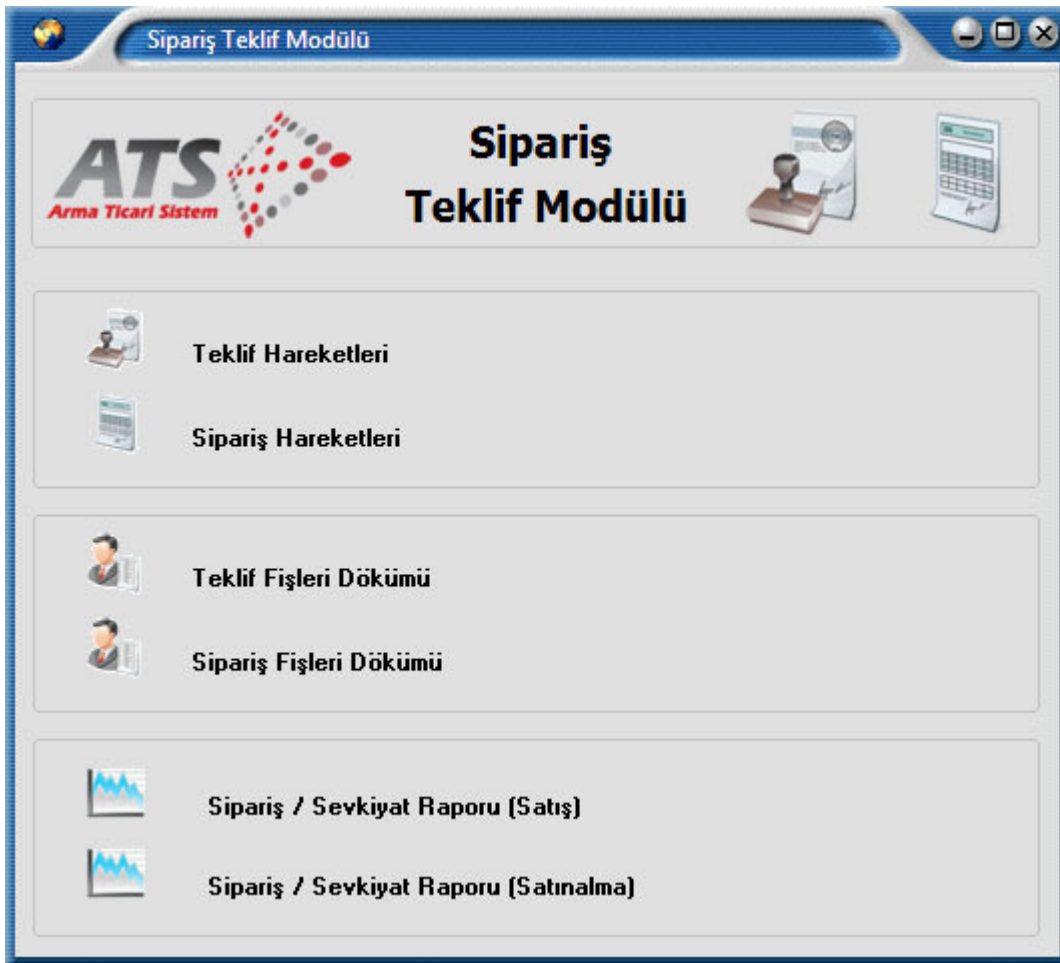 Sipariş Teklif Modülü
ATS
Arma Ticari Sistem
Sipariş
Teklif Modülü
Teklif Hareketleri
Sipariş Hareketleri
Teklif Fişleri Dökümü
Sipariş Fişleri Dökümü
Sipariş / Sevkiyat Raporu (Satış)
Sipariş / Sevkiyat Raporu (Satınalma)